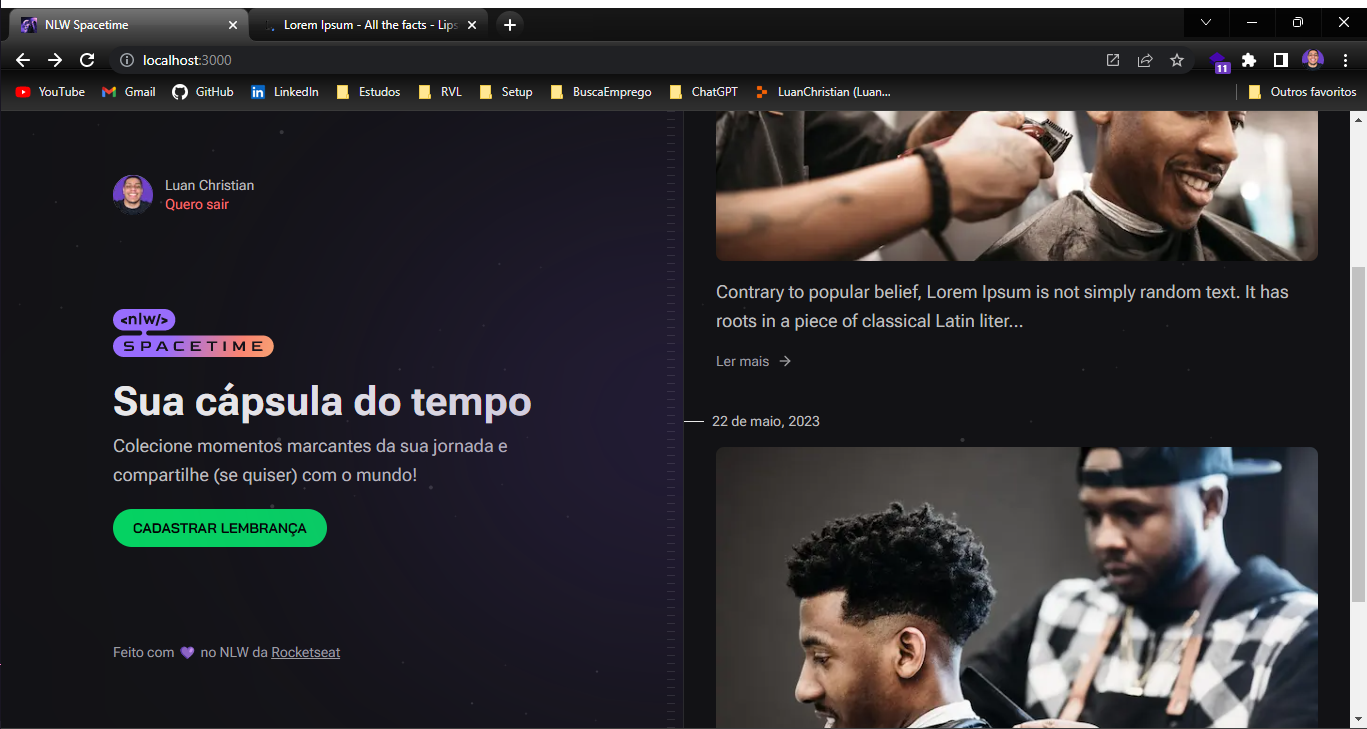 NLW Spacetime
Lorem Ipsum - All the facts - Lips
localhost:3000
11
YouTube
Gmail
GitHub
LinkedIn
Estudos
RVL
Setup
BuscaEmprego
ChatGPT
LuanChristian (Luan...
Outros favoritos
Luan Christian
Quero sair
<nlw/>
SPACETIME
Sua cápsula do tempo
Colecione momentos marcantes da sua jornada e
compartilhe (se quiser) com o mundo!
CADASTRAR LEMBRANÇA
Feito com 💜 no NLW da Rocketseat
Contrary to popular belief, Lorem Ipsum is not simply random text. It has
roots in a piece of classical Latin liter...
Ler mais →
22 de maio, 2023